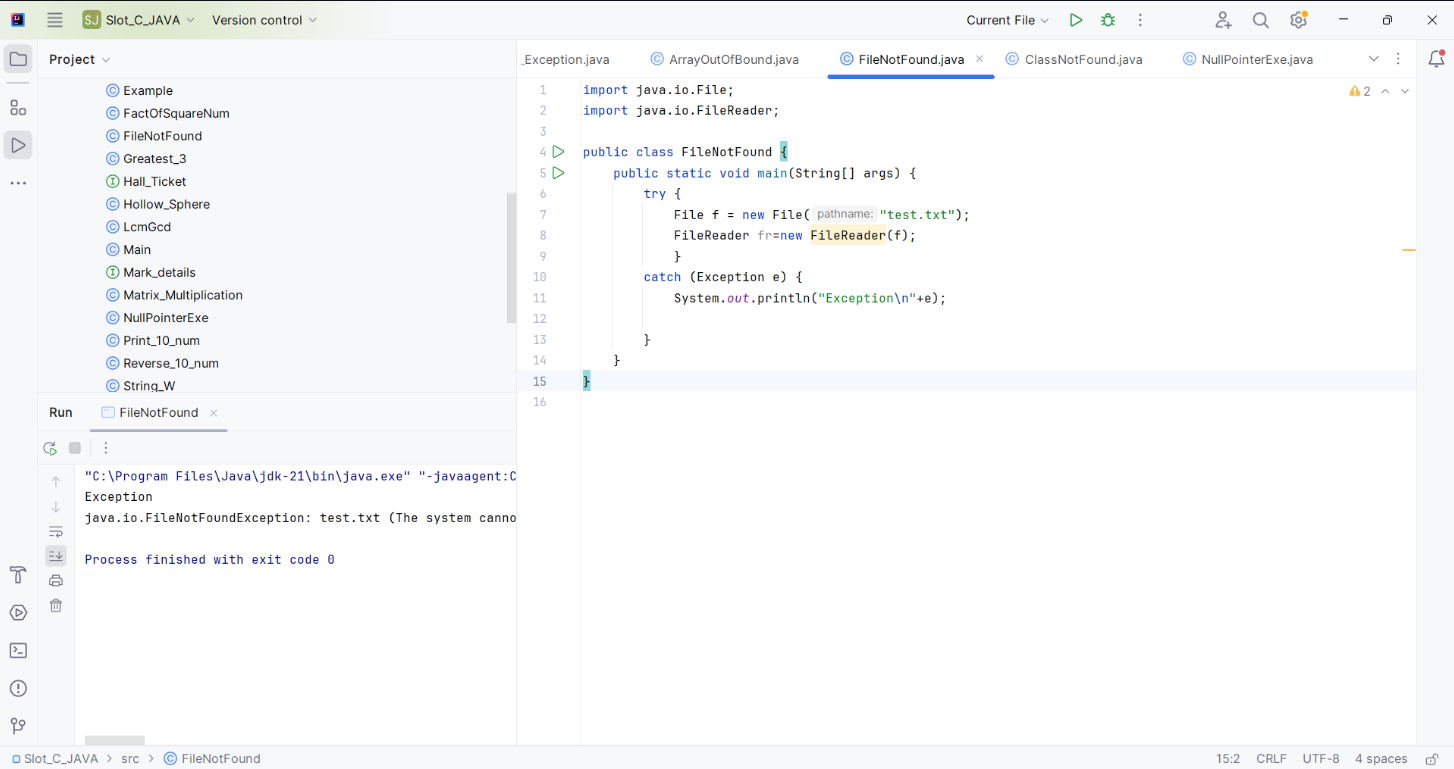 SJ Slot_C_JAVA Version control Current File
Project
Example
FactOfSquareNum
FileNotFound
Greatest_3
Hall_Ticket
Hollow_Sphere
LcmGcd
Main
Mark_details
Matrix_Multiplication
NullPointerExe
Print_10_num
Reverse_10_num
String_W
_Exception.java ArrayOutOfBound.java FileNotFound.java ClassNotFound.java NullPointerExe.java
2
1 import java.io.File;
2 import java.io.FileReader;
3
4 public class FileNotFound {
5 public static void main(String[] args) {
6 try {
7 File f = new File( pathname: "test.txt");
8 FileReader fr=new FileReader(f);
9 }
10 catch (Exception e) {
11 System.out.println("Exception\n"+e);
12
13 }
14 }
15 }
16
Run FileNotFound
"C:\Program Files\Java\jdk-21\bin\java.exe" "-javaagent:C
Exception
java.io.FileNotFoundException: test.txt (The system canno
Process finished with exit code 0
Slot_C_JAVA > src > FileNotFound 15:2 CRLF UTF-8 4 spaces